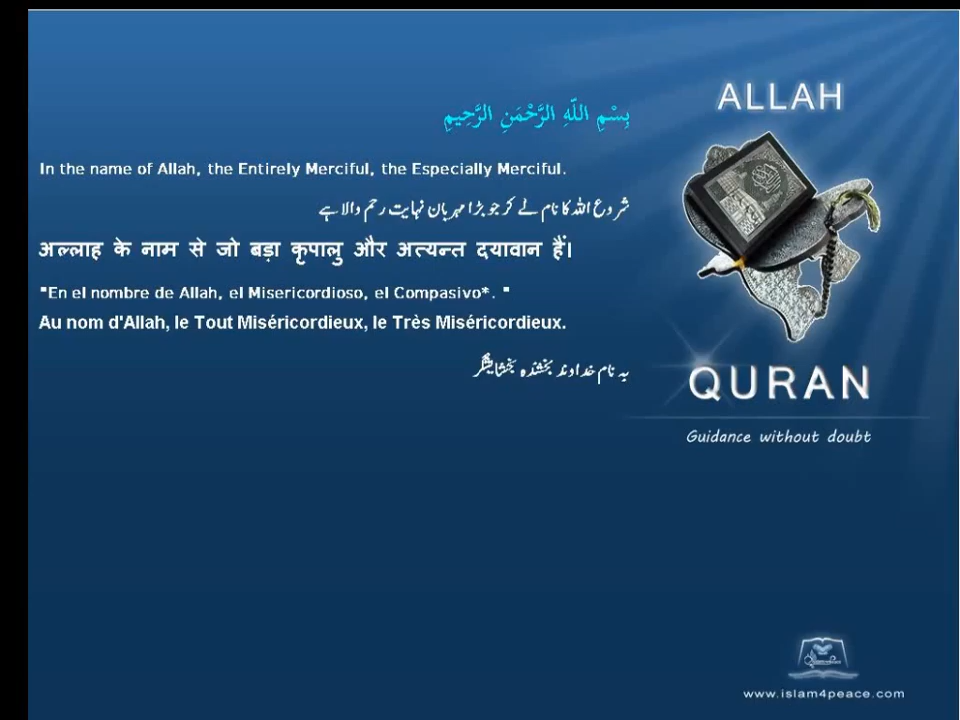 بِسْمِ اللَّهِ الرَّحْمَنِ الرَّحِيمِ
In the name of Allah, the Entirely Merciful, the Especially Merciful.
شروع الله کا نام لے کر جو بڑا مہربان نہایت رحم والا ہے
अल्लाह के नाम से जो बड़ा कृपालु और अत्यन्त दयावान हैं।
"En el nombre de Allah, el Misericordioso, el Compasivo*. "
Au nom d'Allah, le Tout Miséricordieux, le Très Miséricordieux.
به نام خداوند بخشنده بخشایشگر
ALLAH
QURAN
Guidance without doubt
www.islam4peace.com